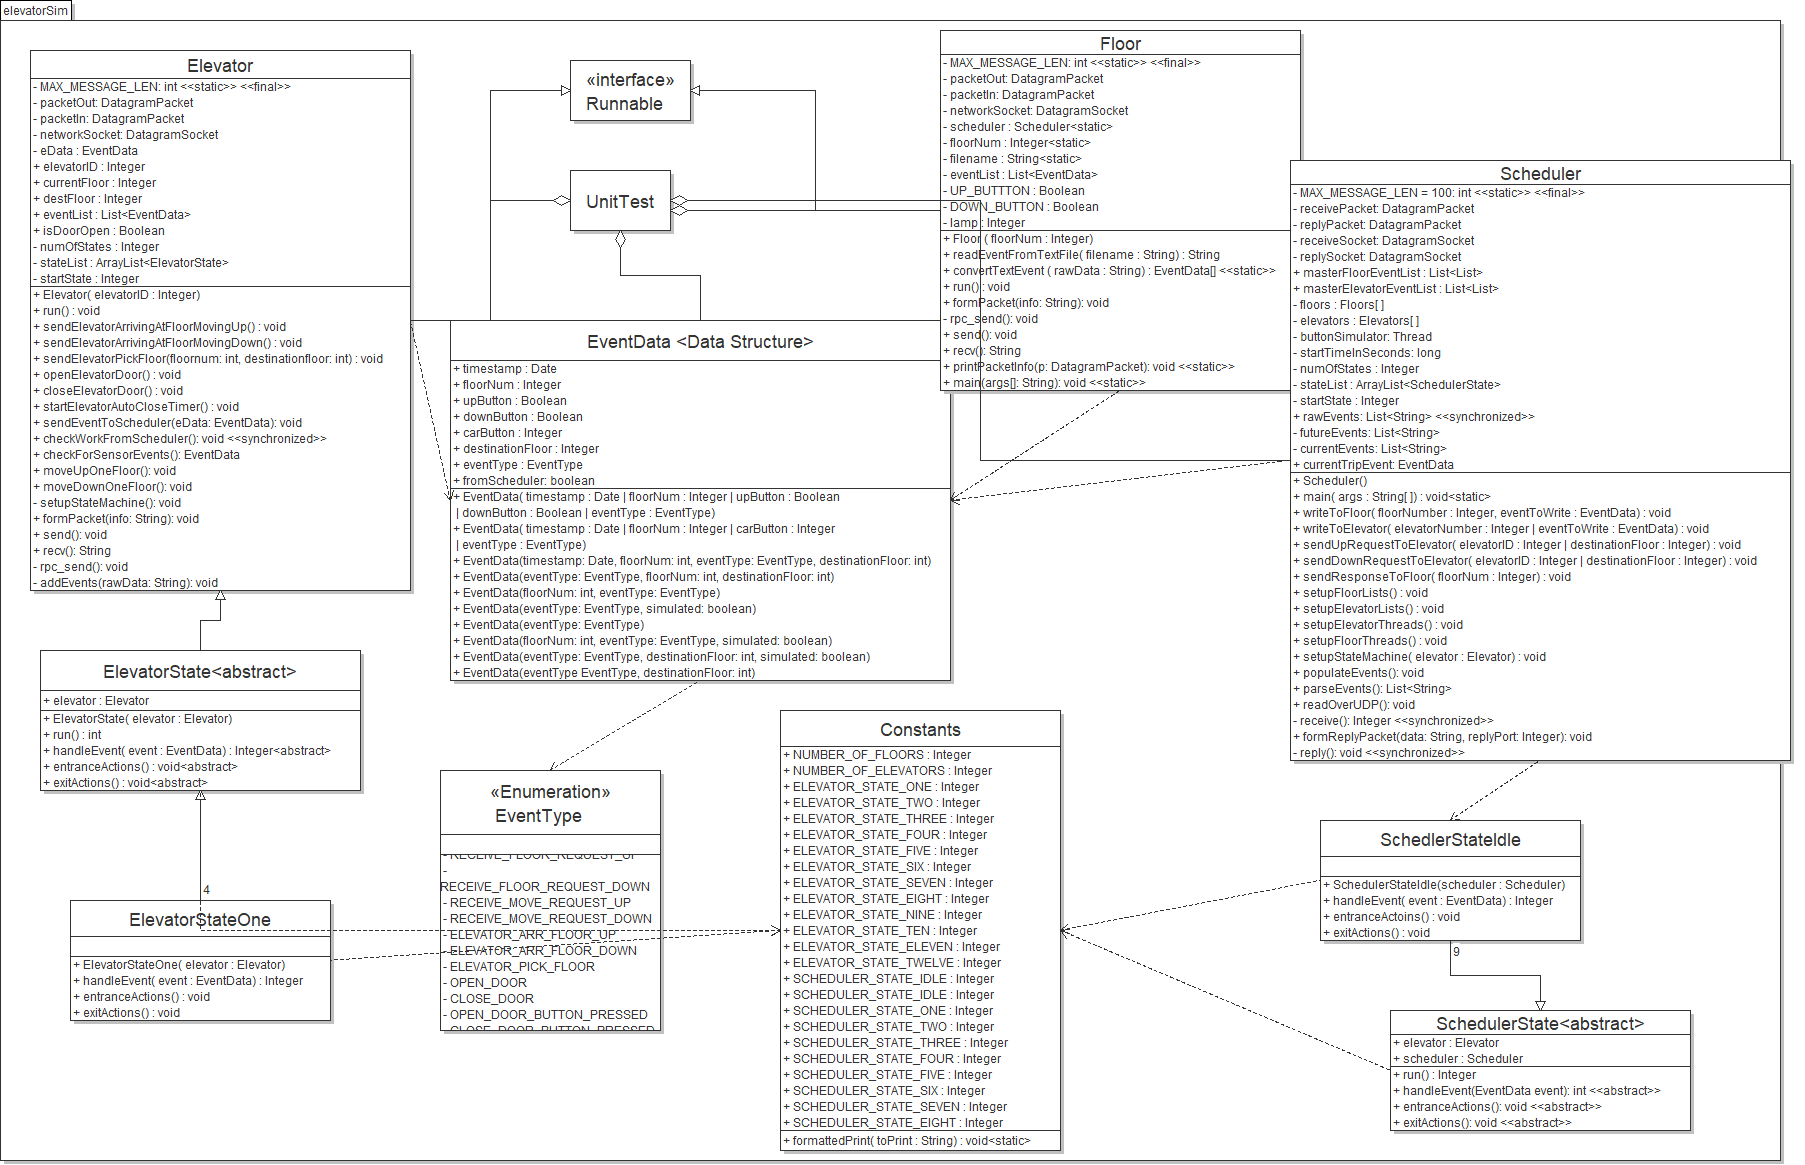 elevatorSim
Elevator
- MAX_MESSAGE_LEN: int <<static>> <<final>>
- packetOut: DatagramPacket
- packetIn: DatagramPacket
- networkSocket: DatagramSocket
- eData : EventData
+ elevatorID : Integer
+ currentFloor : Integer
+ destFloor : Integer
+ eventList : List<EventData>
+ isDoorOpen : Boolean
- numOfStates : Integer
- stateList : ArrayList<ElevatorState>
- startState : Integer
+ Elevator( elevatorID : Integer)
+ run() : void
+ sendElevatorArrivingAtFloorMovingUp() : void
+ sendElevatorArrivingAtFloorMovingDown() : void
+ sendElevatorPickFloor(floornum: int, destinationfloor: int) : void
+ openElevatorDoor() : void
+ closeElevatorDoor() : void
+ startElevatorAutoCloseTimer() : void
+ sendEventToScheduler(eData: EventData): void
+ checkWorkFromScheduler(): void <<synchronized>>
+ checkForSensorEvents(): EventData
+ moveUpOneFloor(): void
+ moveDownOneFloor(): void
- setupStateMachine(): void
+ formPacket(info: String): void
+ send(): void
+ recv(): String
- rpc_send(): void
- addEvents(rawData: String): void
«interface»
Runnable
UnitTest
Floor
- MAX_MESSAGE_LEN: int <<static>> <<final>>
- packetOut: DatagramPacket
- packetIn: DatagramPacket
- networkSocket: DatagramSocket
- scheduler : Scheduler<static>
- floorNum : Integer<static>
- filename : String<static>
- eventList : List<EventData>
- UP_BUTTTON : Boolean
- DOWN_BUTTON : Boolean
- lamp : Integer
+ Floor ( floorNum : Integer)
+ readEventFromTextFile( filename : String) : String
+ convertTextEvent ( rawData : String) : EventData[] <<static>>
+ run() : void
+ formPacket(info: String): void
- rpc_send(): void
+ send(): void
+ recv(): String
+ printPacketInfo(p: DatagramPacket): void <<static>>
+ main(args[]: String): void <<static>>
Scheduler
- MAX_MESSAGE_LEN = 100: int <<static>> <<final>>
- receivePacket: DatagramPacket
- replyPacket: DatagramPacket
- receiveSocket: DatagramSocket
- replySocket: DatagramSocket
+ masterFloorEventList : List<List>
+ masterElevatorEventList : List<List>
- floors : Floors[ ]
- elevators : Elevators[ ]
- buttonSimulator: Thread
- startTimeInSeconds: long
- numOfStates : Integer
- stateList : ArrayList<SchedulerState>
- startState : Integer
+ rawEvents: List<String> <<synchronized>>
- futureEvents: List<String>
- currentEvents: List<String>
+ currentTripEvent: EventData
+ Scheduler()
+ main( args : String[ ]) : void<static>
+ writeToFloor( floorNumber : Integer, eventToWrite : EventData) : void
+ writeToElevator( elevatorNumber : Integer | eventToWrite : EventData) : void
+ sendUpRequestToElevator( elevatorID : Integer | destinationFloor : Integer) : void
+ sendDownRequestToElevator( elevatorID : Integer | destinationFloor : Integer) : void
+ sendResponseToFloor( floorNum : Integer) : void
+ setupFloorLists() : void
+ setupElevatorLists() : void
+ setupElevatorThreads() : void
+ setupFloorThreads() : void
+ setupStateMachine( elevator : Elevator) : void
+ populateEvents(): void
+ parseEvents(): List<String>
+ readOverUDP(): void
- receive(): Integer <<synchronized>>
- formReplyPacket(data: String, replyPort: Integer): void
- reply(): void <<synchronized>>
EventData <Data Structure>
+ timestamp : Date
+ floorNum : Integer
+ upButton : Boolean
+ downButton : Boolean
+ carButton : Integer
+ destinationFloor : Integer
+ eventType : EventType
+ fromScheduler: boolean
+ EventData( timestamp : Date | floorNum : Integer | upButton : Boolean
| downButton : Boolean | eventType : EventType)
+ EventData( timestamp : Date | floorNum : Integer | carButton : Integer
| eventType : EventType)
+ EventData(timestamp: Date, floorNum: int, eventType: EventType, destinationFloor: int)
+ EventData(eventType: EventType, floorNum: int, destinationFloor: int)
+ EventData(floorNum: int, eventType: EventType)
+ EventData(eventType: EventType, simulated: boolean)
+ EventData(eventType: EventType)
+ EventData(floorNum: int, eventType: EventType, simulated: boolean)
+ EventData(eventType: EventType, destinationFloor: int, simulated: boolean)
+ EventData(eventType EventType, destinationFloor: int)
ElevatorState<abstract>
+ elevator : Elevator
+ ElevatorState( elevator : Elevator)
+ run() : int
+ handleEvent( event : EventData) : Integer<abstract>
+ entranceActions() : void<abstract>
+ exitActions() : void<abstract>
4
ElevatorStateOne
+ ElevatorStateOne( elevator : Elevator)
+ handleEvent( event : EventData) : Integer
+ entranceActions() : void
+ exitActions() : void
«Enumeration»
EventType
- RECEIVE_FLOOR_REQUEST_UP
-
RECEIVE_FLOOR_REQUEST_DOWN
- RECEIVE_MOVE_REQUEST_UP
- RECEIVE_MOVE_REQUEST_DOWN
- ELEVATOR_ARR_FLOOR_UP
- ELEVATOR_ARR_FLOOR_DOWN
- ELEVATOR_PICK_FLOOR
- OPEN_DOOR
- CLOSE_DOOR
- OPEN_DOOR_BUTTON_PRESSED
- CLOSE_DOOR_BUTTON_PRESSED
Constants
+ NUMBER_OF_FLOORS : Integer
+ NUMBER_OF_ELEVATORS : Integer
+ ELEVATOR_STATE_ONE : Integer
+ ELEVATOR_STATE_TWO : Integer
+ ELEVATOR_STATE_THREE : Integer
+ ELEVATOR_STATE_FOUR : Integer
+ ELEVATOR_STATE_FIVE : Integer
+ ELEVATOR_STATE_SIX : Integer
+ ELEVATOR_STATE_SEVEN : Integer
+ ELEVATOR_STATE_EIGHT : Integer
+ ELEVATOR_STATE_NINE : Integer
+ ELEVATOR_STATE_TEN : Integer
+ ELEVATOR_STATE_ELEVEN : Integer
+ ELEVATOR_STATE_TWELVE : Integer
+ SCHEDULER_STATE_IDLE : Integer
+ SCHEDULER_STATE_IDLE : Integer
+ SCHEDULER_STATE_ONE : Integer
+ SCHEDULER_STATE_TWO : Integer
+ SCHEDULER_STATE_THREE : Integer
+ SCHEDULER_STATE_FOUR : Integer
+ SCHEDULER_STATE_FIVE : Integer
+ SCHEDULER_STATE_SIX : Integer
+ SCHEDULER_STATE_SEVEN : Integer
+ SCHEDULER_STATE_EIGHT : Integer
+ formattedPrint( toPrint : String) : void<static>
SchedlerStateIdle
+ SchedulerStateIdle(scheduler : Scheduler)
+ handleEvent( event : EventData) : Integer
+ entranceActoins() : void
+ exitActions() : void
9
SchedulerState<abstract>
+ elevator : Elevator
+ scheduler : Scheduler
+ run() : Integer
+ handleEvent(EventData event): int <<abstract>>
+ entranceActions(): void <<abstract>>
+ exitActions(): void <<abstract>>